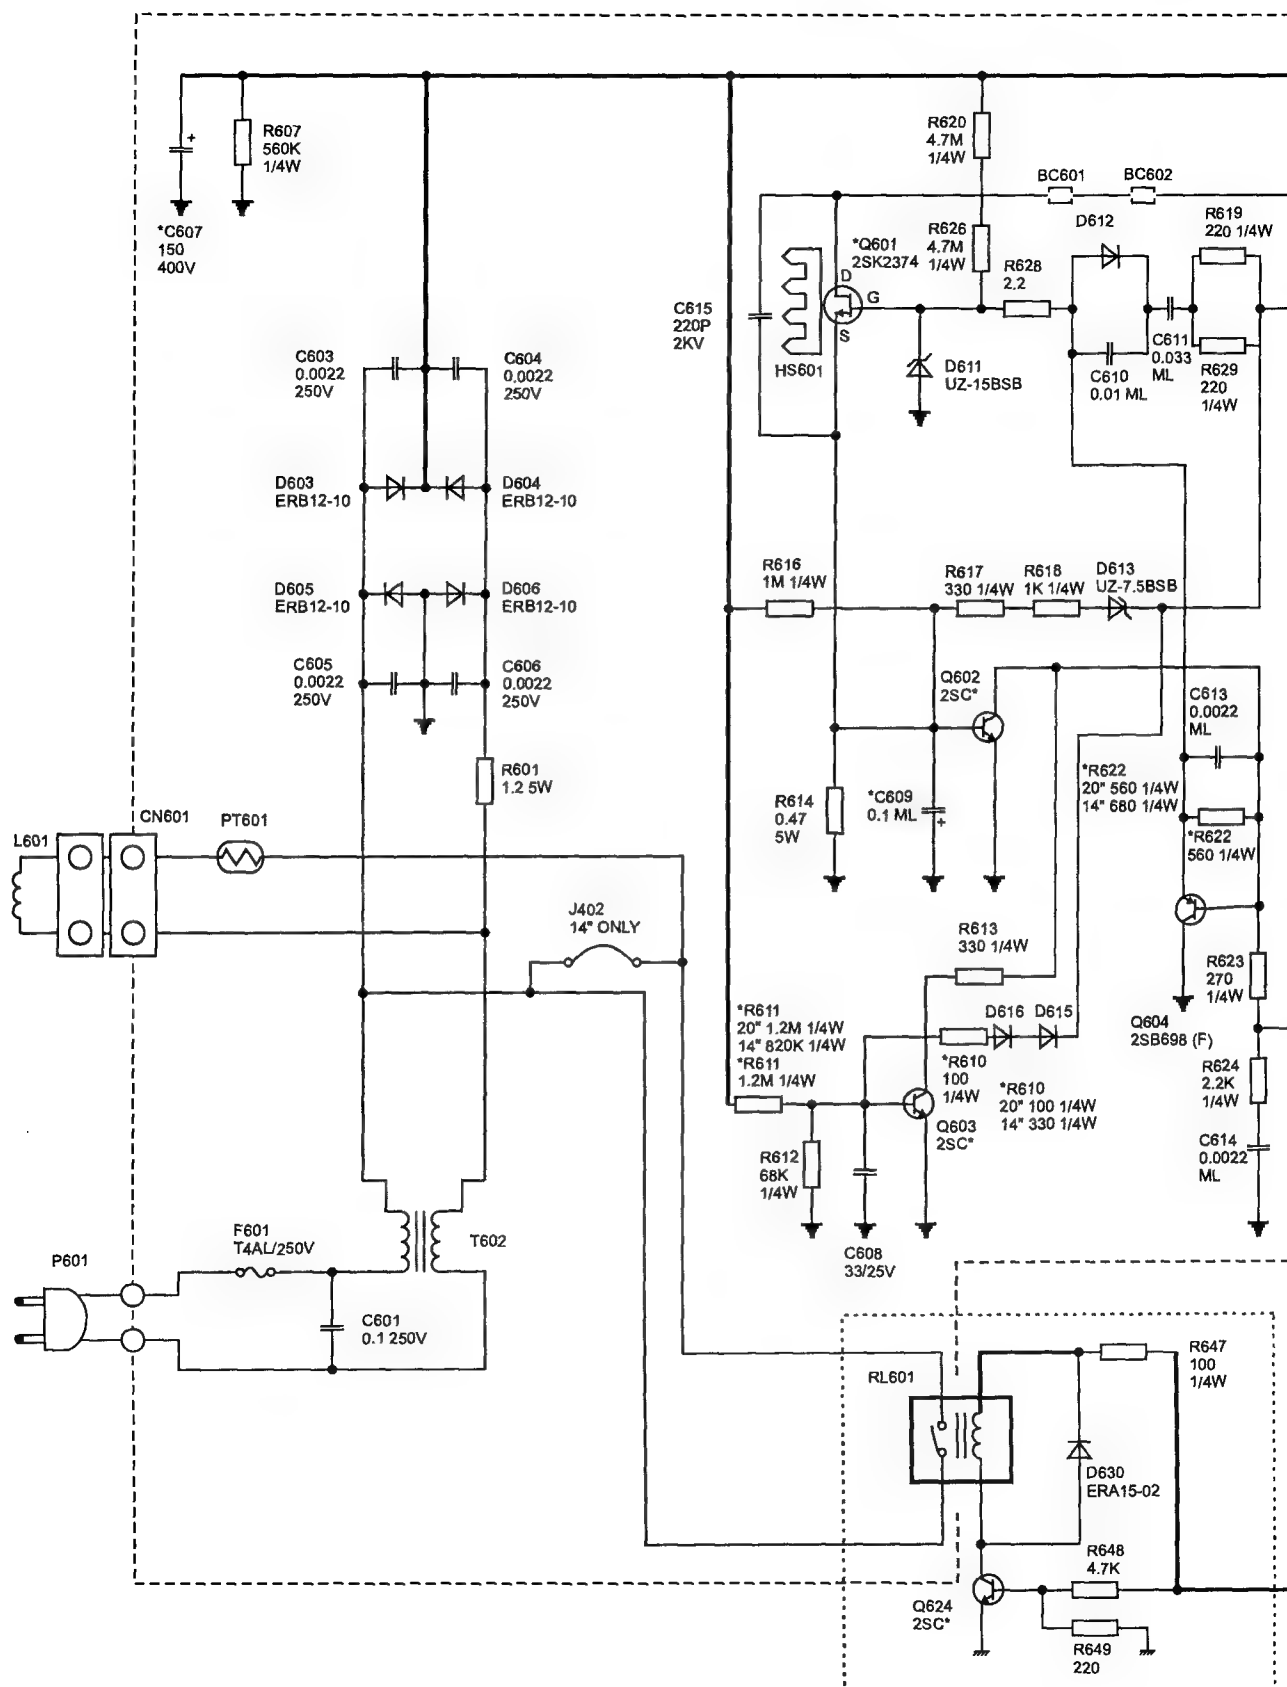 R607
560K
1/4W
+
*C607
150
400V
R620
4.7M
1/4W
BC601
BC602
D612
R619
220 1/4W
*Q601
2SK2374
R626
4.7M
1/4W
R628
2.2
D
G
S
C615
220P
2KV
HS601
D611
UZ-15BSB
C610
0.01 ML
C611
0.033
ML
R629
220
1/4W
C603
0.0022
250V
C604
0.0022
250V
D603
ERB12-10
D604
ERB12-10
D605
ERB12-10
D606
ERB12-10
C605
0.0022
250V
C606
0.0022
250V
R616
1M 1/4W
R617
330 1/4W
R618
1K 1/4W
D613
UZ-7.5BSB
Q602
2SC*
C613
0.0022
ML
R601
1.2 5W
R614
0.47
5W
*C609
0.1 ML
+
*R622
20" 560 1/4W
14" 680 1/4W
*R622
560 1/4W
L601
CN601
PT601
J402
14" ONLY
R613
330 1/4W
R623
270
1/4W
*R611
20" 1.2M 1/4W
14" 820K 1/4W
*R611
1.2M 1/4W
D616
D615
*R610
100
1/4W
*R610
20" 100 1/4W
14" 330 1/4W
Q604
2SB698 (F)
R624
2.2K
1/4W
Q603
2SC*
R612
68K
1/4W
C614
0.0022
ML
C608
33/25V
P601
F601
T4AL/250V
T602
C601
0.1 250V
RL601
R647
100
1/4W
D630
ERA15-02
R648
4.7K
Q624
2SC*
R649
220